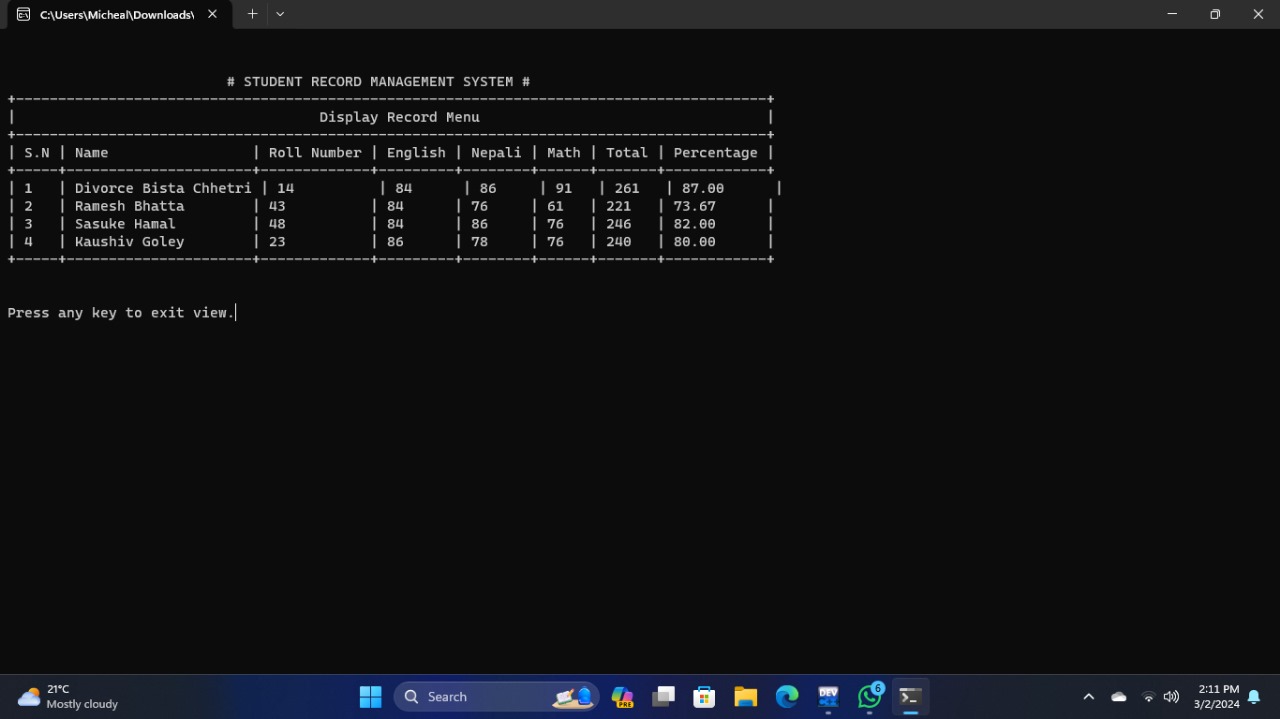 C:\Users\Micheal\Downloads\
# STUDENT RECORD MANAGEMENT SYSTEM #
+-----------------------------------------------------------------------------------------+
| Display Record Menu |
+-----------------------------------------------------------------------------------------+
| S.N | Name | Roll Number | English | Nepali | Math | Total | Percentage |
+-----+----------------------+-------------+---------+--------+------+-------+------------+
| 1 | Divorce Bista Chhetri | 14 | 84 | 86 | 91 | 261 | 87.00 |
| 2 | Ramesh Bhatta | 43 | 84 | 76 | 61 | 221 | 73.67 |
| 3 | Sasuke Hamal | 48 | 84 | 86 | 76 | 246 | 82.00 |
| 4 | Kaushiv Goley | 23 | 86 | 78 | 76 | 240 | 80.00 |
+-----+----------------------+-------------+---------+--------+------+-------+------------+
Press any key to exit view.
21°C
Mostly cloudy
Search
PRE
DEV
6
2:11 PM
3/2/2024